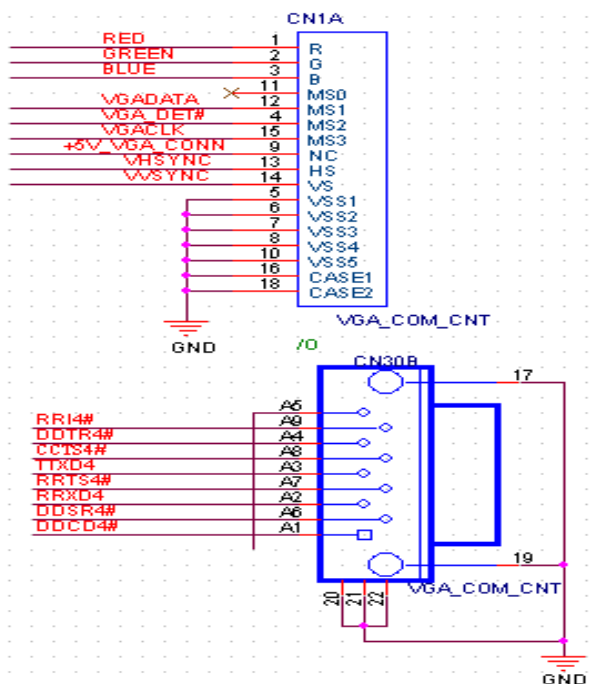 CN1A
RED 1 R
GREEN 2 G
BLUE 3 B
11 MS0
VGADATA 12 MS1
VGA_DET# 4 MS2
VGACLK 15 MS3
+5V_VGA_CONN 9 NC
VHSYNC 13 HS
VVSYNC 14 VS
5 VSS1
6 VSS2
7 VSS3
8 VSS4
10 VSS5
16 CASE1
18 CASE2
VGA_COM_CNT
GND
/O
CN30B
17
A5
RRI4# A9
DDTR4# A4
CCTS4# A8
TTXD4 A3
RRTS4# A7
RRXD4 A2
DDSR4# A6
DDCD4# A1
19
20 21 22
VGA_COM_CNT
GND